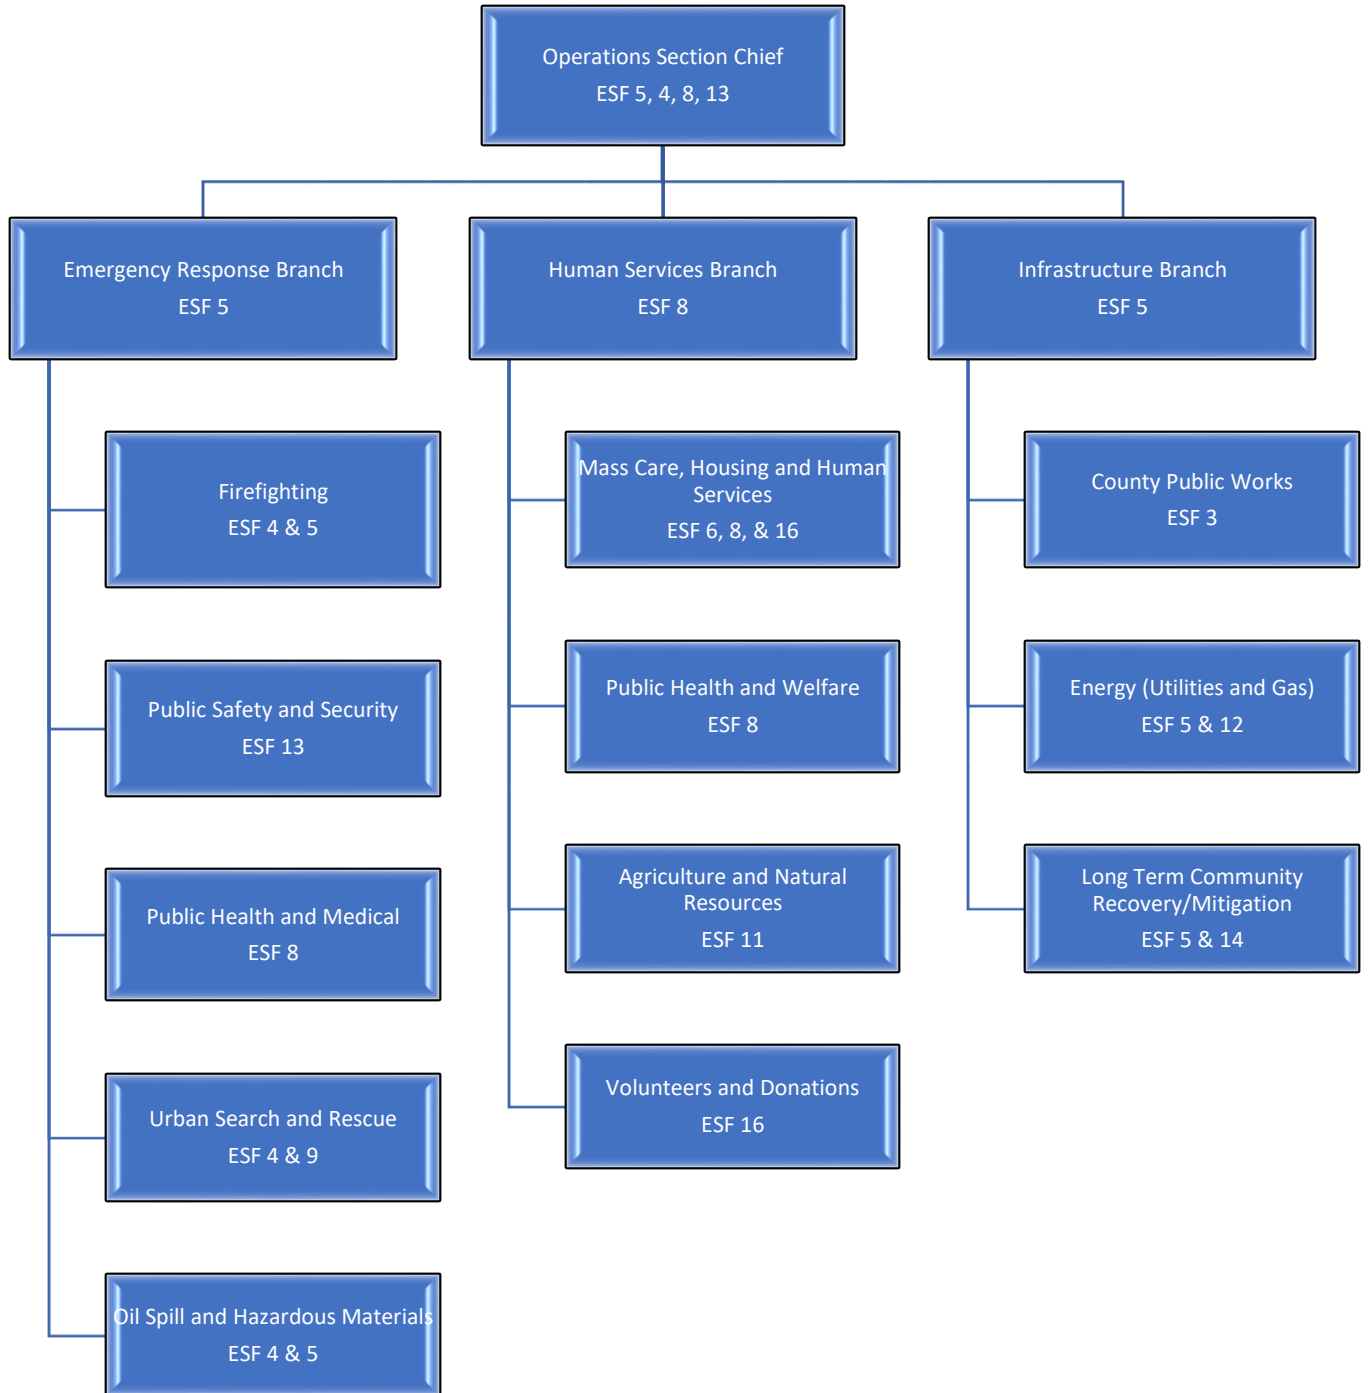 Operations Section Chief
ESF 5, 4, 8, 13
Emergency Response Branch
ESF 5
Human Services Branch
ESF 8
Infrastructure Branch
ESF 5
Firefighting
ESF 4 & 5
Public Safety and Security
ESF 13
Public Health and Medical
ESF 8
Urban Search and Rescue
ESF 4 & 9
Oil Spill and Hazardous Materials
ESF 4 & 5
Mass Care, Housing and Human
Services
ESF 6, 8, & 16
Public Health and Welfare
ESF 8
Agriculture and Natural
Resources
ESF 11
Volunteers and Donations
ESF 16
County Public Works
ESF 3
Energy (Utilities and Gas)
ESF 5 & 12
Long Term Community
Recovery/Mitigation
ESF 5 & 14